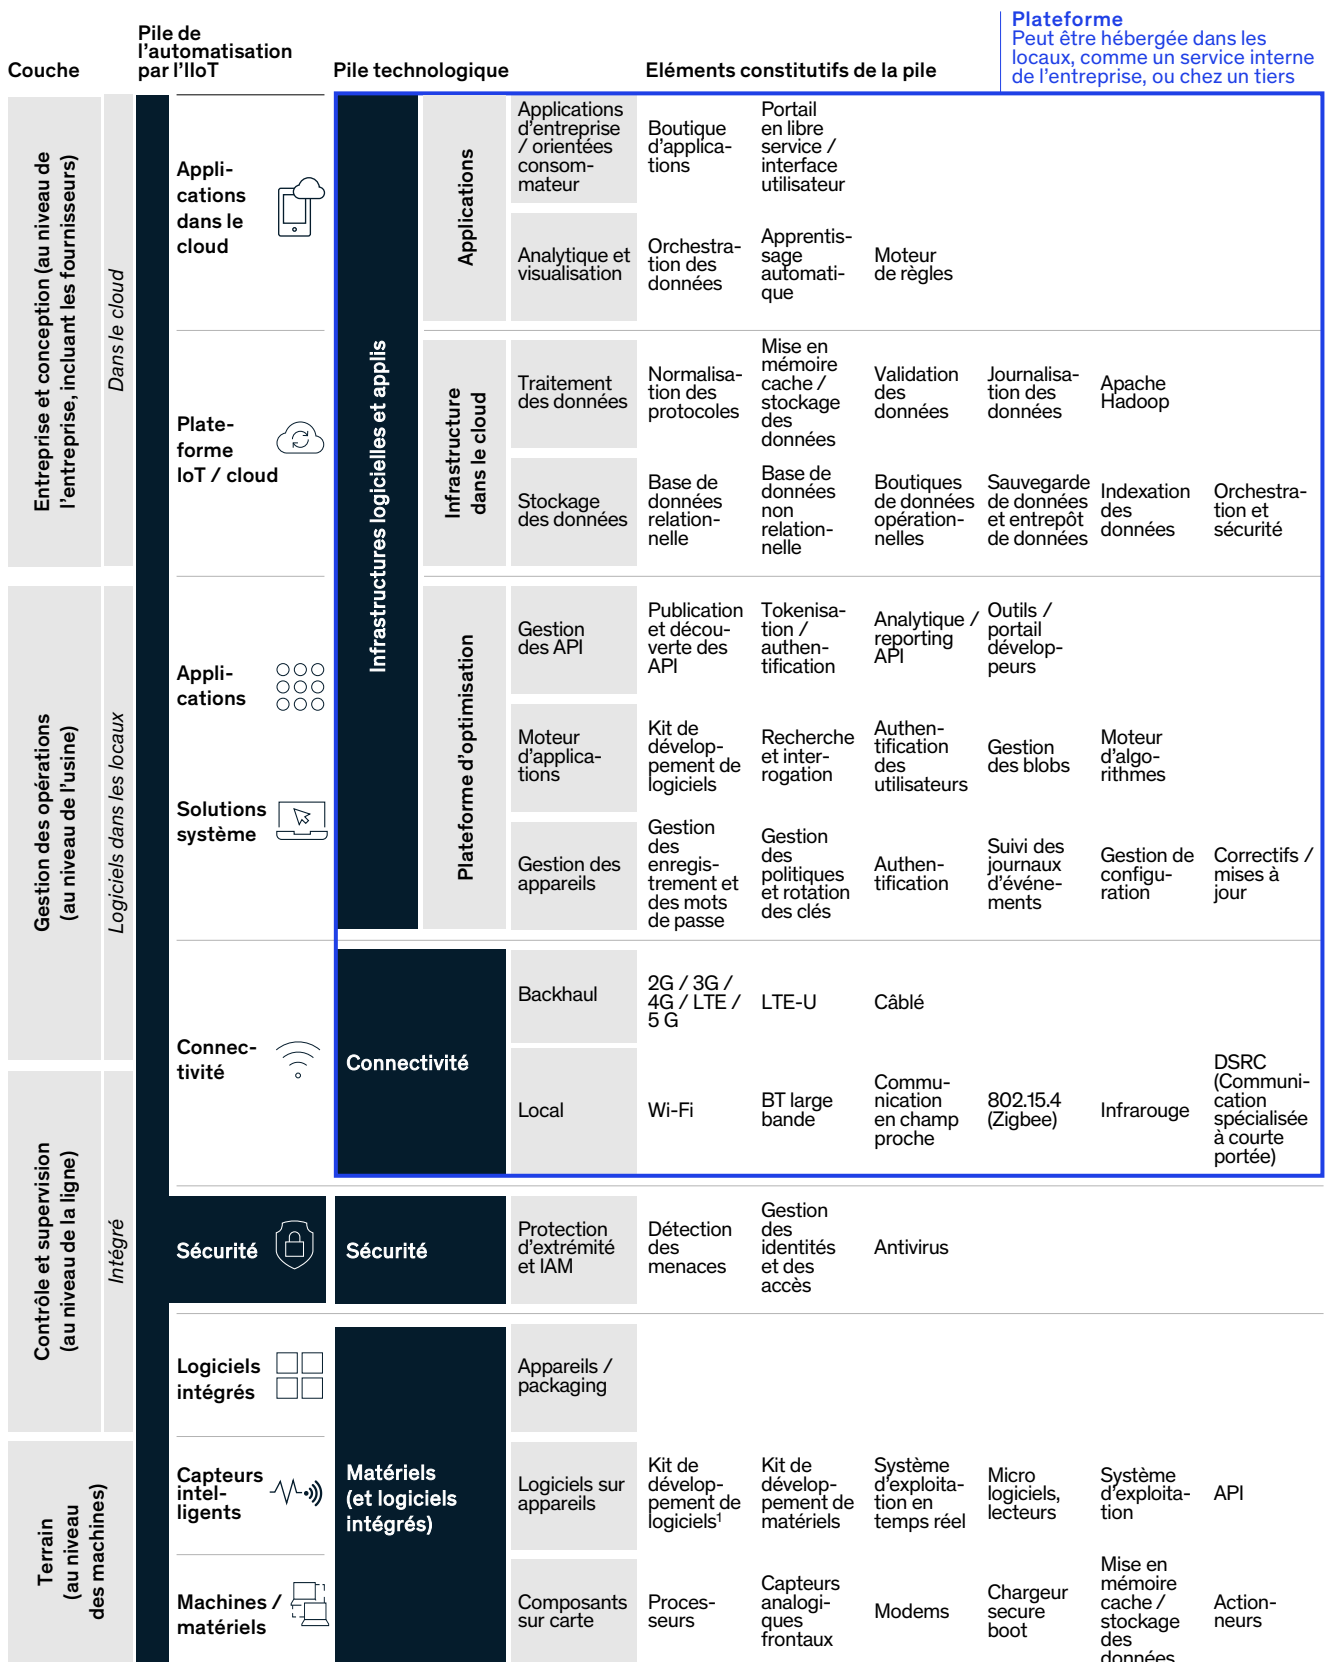 Plateforme
Peut être hébergée dans les
locaux, comme un service interne
de l'entreprise, ou chez un tiers
Couche
Pile de
l'automatisation
par l'IIoT
Pile technologique
Eléments constitutifs de la pile
Entreprise et conception (au niveau de
l'entreprise, incluant les fournisseurs)
Dans le cloud
Appli-
cations
dans le
cloud
Infrastructures logicielles et applis
Applications
Applications
d'entreprise
/ orientées
consom-
mateur
Boutique
d'applica-
tions
Portail
en libre
service /
interface
utilisateur
Analytique et
visualisation
Orchestra-
tion des
données
Apprentis-
sage
automati-
que
Moteur
de règles
Plate-
forme
IoT / cloud
Infrastructure
dans le cloud
Traitement
des données
Normalisa-
tion des
protocoles
Mise en
mémoire
cache /
stockage
des
données
Validation
des
données
Journalisa-
tion des
données
Apache
Hadoop
Stockage
des données
Base de
données
relation-
nelle
Base de
données
non
relation-
nelle
Boutiques
de données
opération-
nelles
Sauvegarde
de données
et entrepôt
de données
Indexation
des
données
Orchestra-
tion et
sécurité
Gestion des opérations
(au niveau de l'usine)
Logiciels dans les locaux
Appli-
cations
Plateforme d'optimisation
Gestion
des API
Publication
et décou-
verte des
API
Tokenisa-
tion /
authen-
tification
Analytique /
reporting
API
Outils /
portail
dévelop-
peurs
Solutions
système
Moteur
d'applica-
tions
Kit de
dévelop-
pement de
logiciels
Recherche
et inter-
rogation
Authen-
tification
des
utilisateurs
Gestion
des blobs
Moteur
d'algo-
rithmes
Gestion des
appareils
Gestion
des
enregis-
trement et
des mots
de passe
Gestion
des
politiques
et rotation
des clés
Authen-
tification
Suivi des
journaux
d'événe-
ments
Gestion de
configu-
ration
Correctifs /
mises à
jour
Connec-
tivité
Connectivité
Backhaul
2G / 3G /
4G / LTE /
5 G
LTE-U
Câblé
Local
Wi-Fi
BT large
bande
Commu-
nication
en champ
proche
802.15.4
(Zigbee)
Infrarouge
DSRC
(Communi-
cation
spécialisée
à courte
portée)
Contrôle et supervision
(au niveau de la ligne)
Intégré
Sécurité
Sécurité
Protection
d'extrémité
et IAM
Détection
des
menaces
Gestion
des
identités
et des
accès
Antivirus
Logiciels
intégrés
Matériels
(et logiciels
intégrés)
Appareils /
packaging
Terrain
(au niveau
des machines)
Capteurs
intel-
ligents
Logiciels sur
appareils
Kit de
dévelop-
pement de
logiciels¹
Kit de
dévelop-
pement de
matériels
Système
d'exploita-
tion en
temps réel
Micro
logiciels,
lecteurs
Système
d'exploita-
tion
API
Machines /
matériels
Composants
sur carte
Proces-
seurs
Capteurs
analogi-
ques
frontaux
Modems
Chargeur
secure
boot
Mise en
mémoire
cache /
stockage
des
données
Action-
neurs